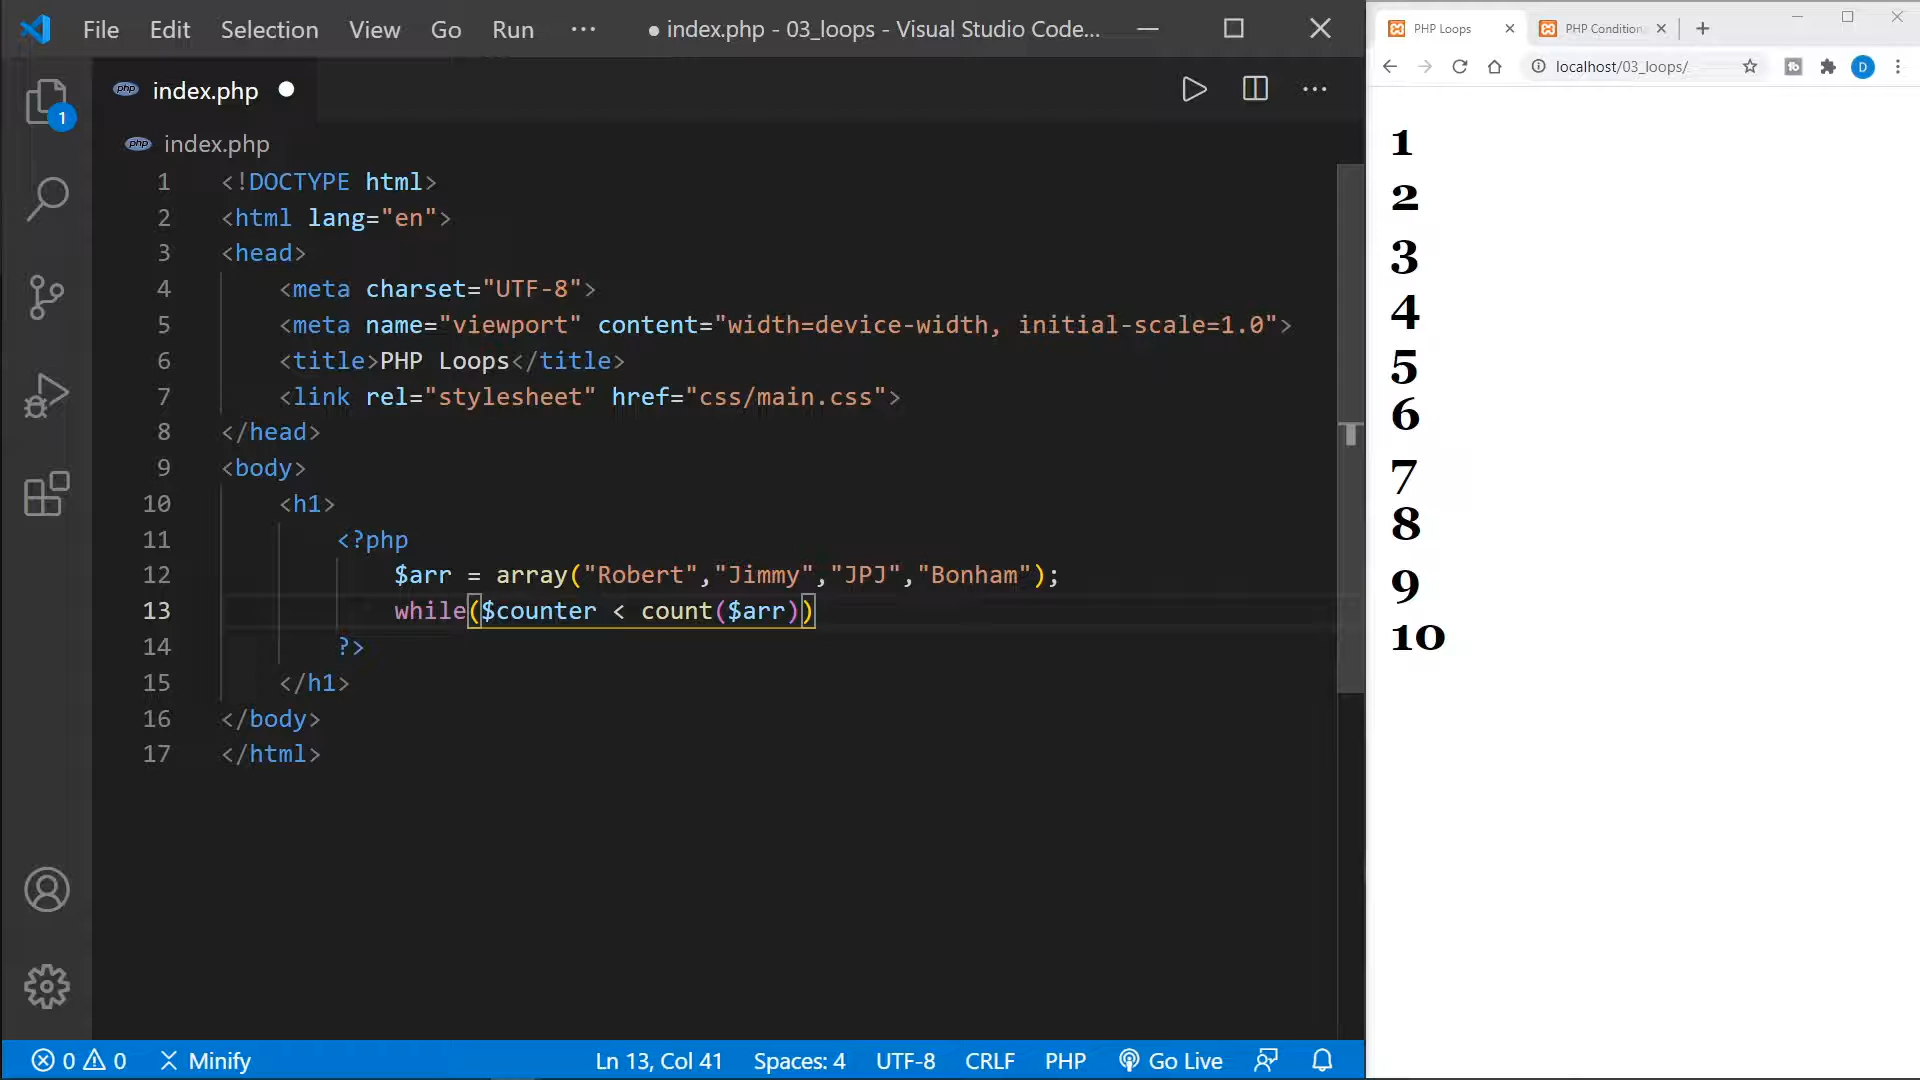 File Edit Selection View Go Run ··· ● index.php - 03_loops - Visual Studio Code...
php index.php ●
1
php index.php
1 <!DOCTYPE html>
2 <html lang="en">
3 <head>
4 <meta charset="UTF-8">
5 <meta name="viewport" content="width=device-width, initial-scale=1.0">
6 <title>PHP Loops</title>
7 <link rel="stylesheet" href="css/main.css">
8 </head>
9 <body>
10 <h1>
11 <?php
12 $arr = array("Robert","Jimmy","JPJ","Bonham");
13 while($counter < count($arr))
14 ?>
15 </h1>
16 </body>
17 </html>
0 0 Minify Ln 13, Col 41 Spaces: 4 UTF-8 CRLF PHP Go Live
PHP Loops PHP Condition
localhost/03_loops/ D
1
2
3
4
5
6
7
8
9
10